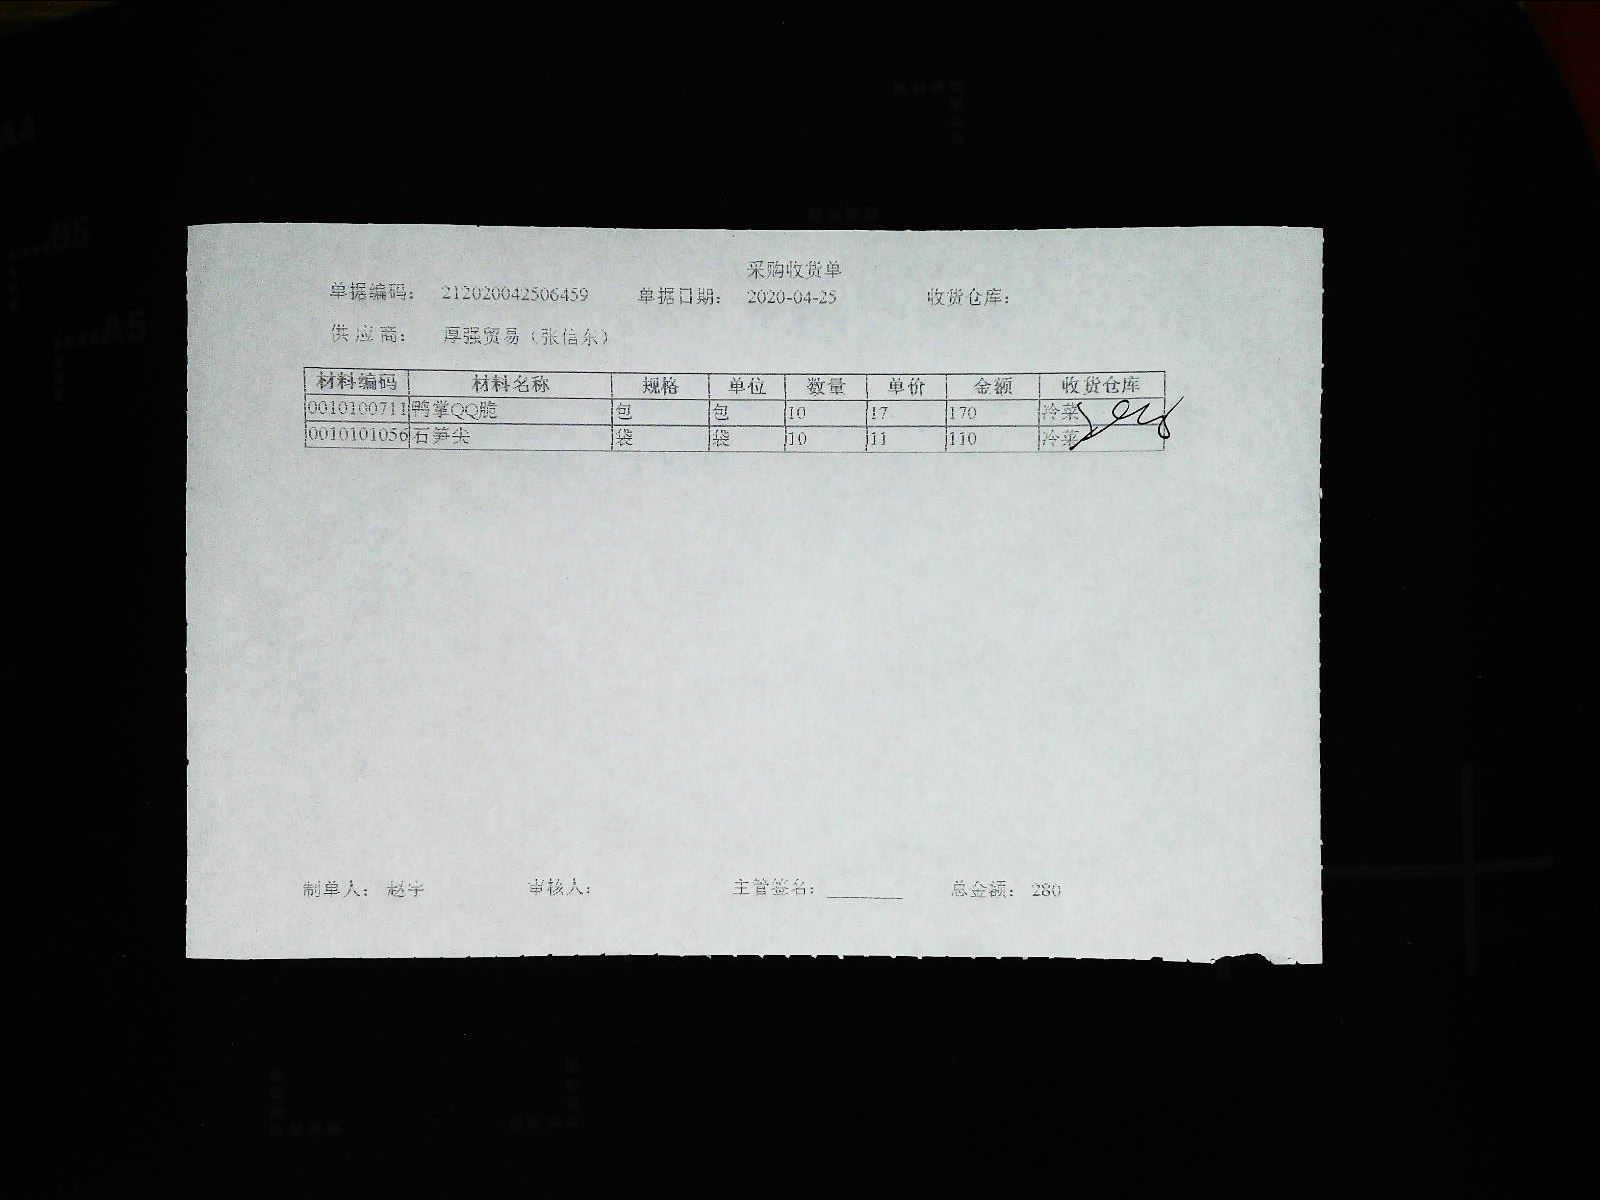 采购收货单
单据编码: 212020042506459 单据日期: 2020-04-25 收货仓库:
供应商: 厚强贸易（张信东）
材料编码 材料名称 规格 单位 数量 单价 金额 收货仓库
0010100711 鸭掌QQ脆 包 包 10 17 170 冷菜
0010101056 石笋尖 袋 袋 10 11 110 冷菜
制单人: 赵宇 审核人: 主管签名: 总金额: 280
A4
B5
A5